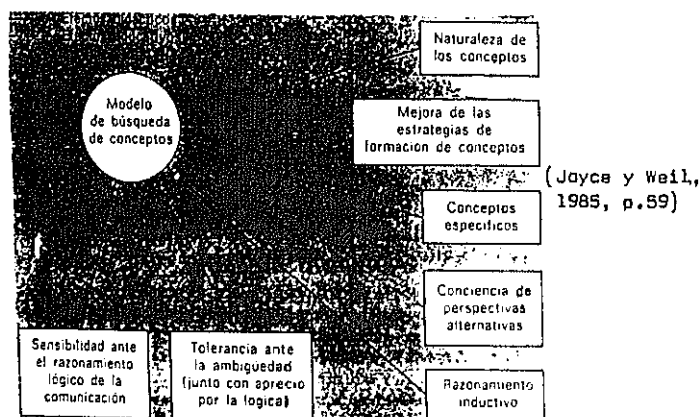 Naturaleza de
los conceptos
Modelo
de búsqueda
de conceptos
Mejora de las
estrategias de
formación de conceptos
(Joyce y Weil,
1985, p.59)
Conceptos
específicos
Conciencia de
perspectivas
alternativas
Sensibilidad ante
el razonamiento
lógico de la
comunicación
Tolerancia ante
la ambigüedad
(junto con aprecio
por la lógica)
Razonamiento
inductivo